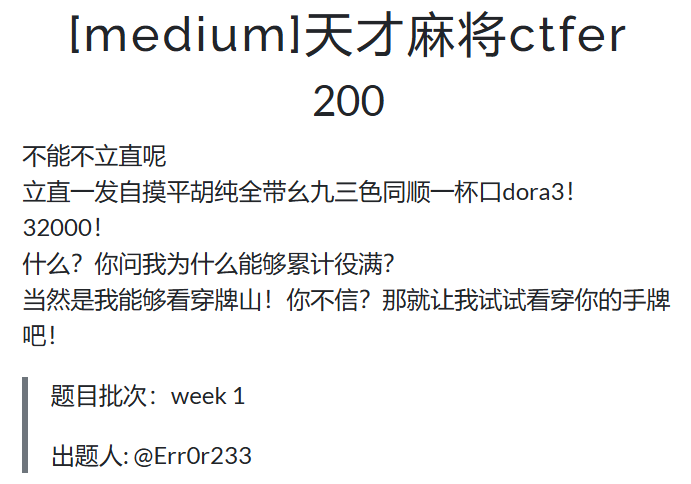 [medium]天才麻将ctfer
200
不能不立直呢
立直一发自摸平胡纯全带幺九三色同顺一杯口dora3！
32000！
什么？你问我为什么能够累计役满？
当然是我能够看穿牌山！你不信？那就让我试试看穿你的手牌
吧！
题目批次：week 1
出题人: @Err0r233